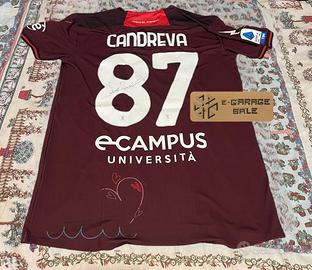 CANDREVA
87
E-GARAGE
SALE
eCAMPUS
UNIVERSITÀ